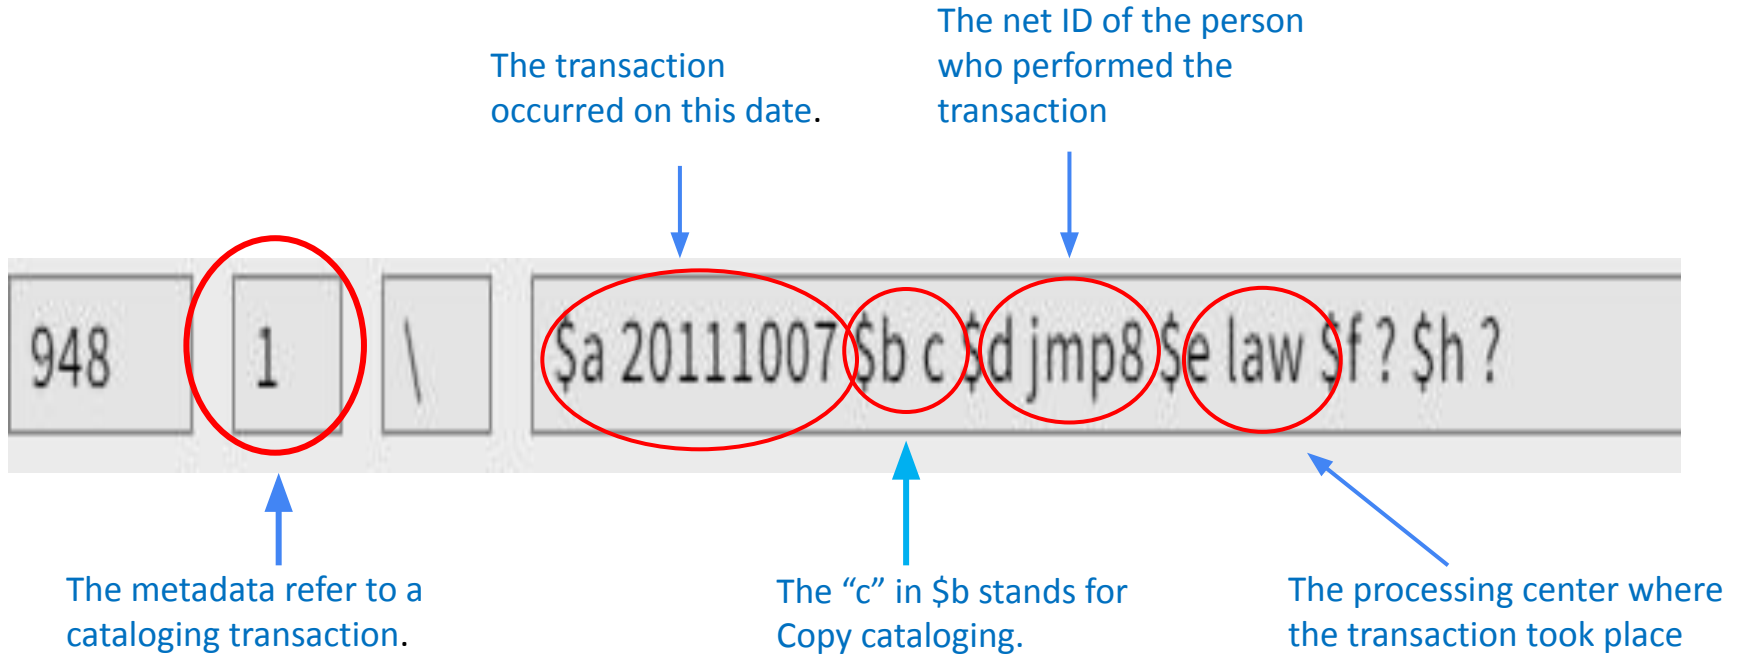 The net ID of the person
who performed the
transaction
The transaction
occurred on this date.
948 1 \ $a 20111007 $b c $d jmp8 $e law $f ? $h ?
The metadata refer to a
cataloging transaction.
The “c” in $b stands for
Copy cataloging.
The processing center where
the transaction took place